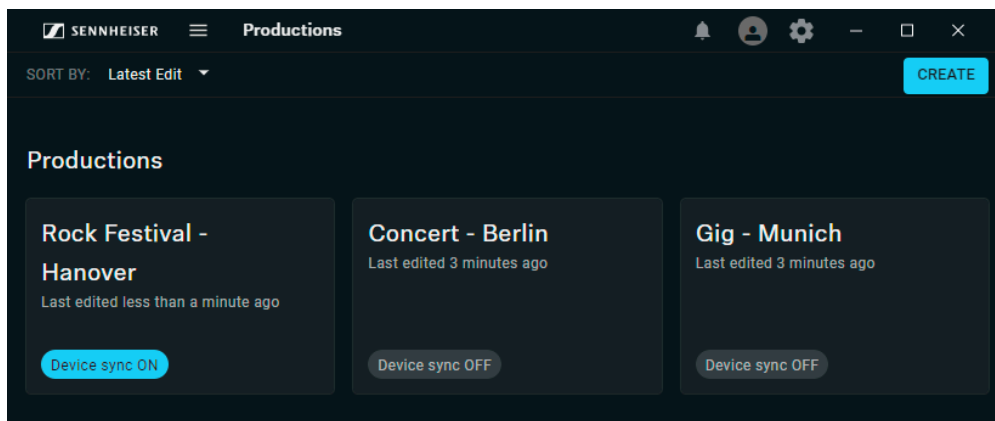 SENNHEISER Productions
SORT BY: Latest Edit CREATE
Productions
Rock Festival -
Hanover
Last edited less than a minute ago
Device sync ON
Concert - Berlin
Last edited 3 minutes ago
Device sync OFF
Gig - Munich
Last edited 3 minutes ago
Device sync OFF